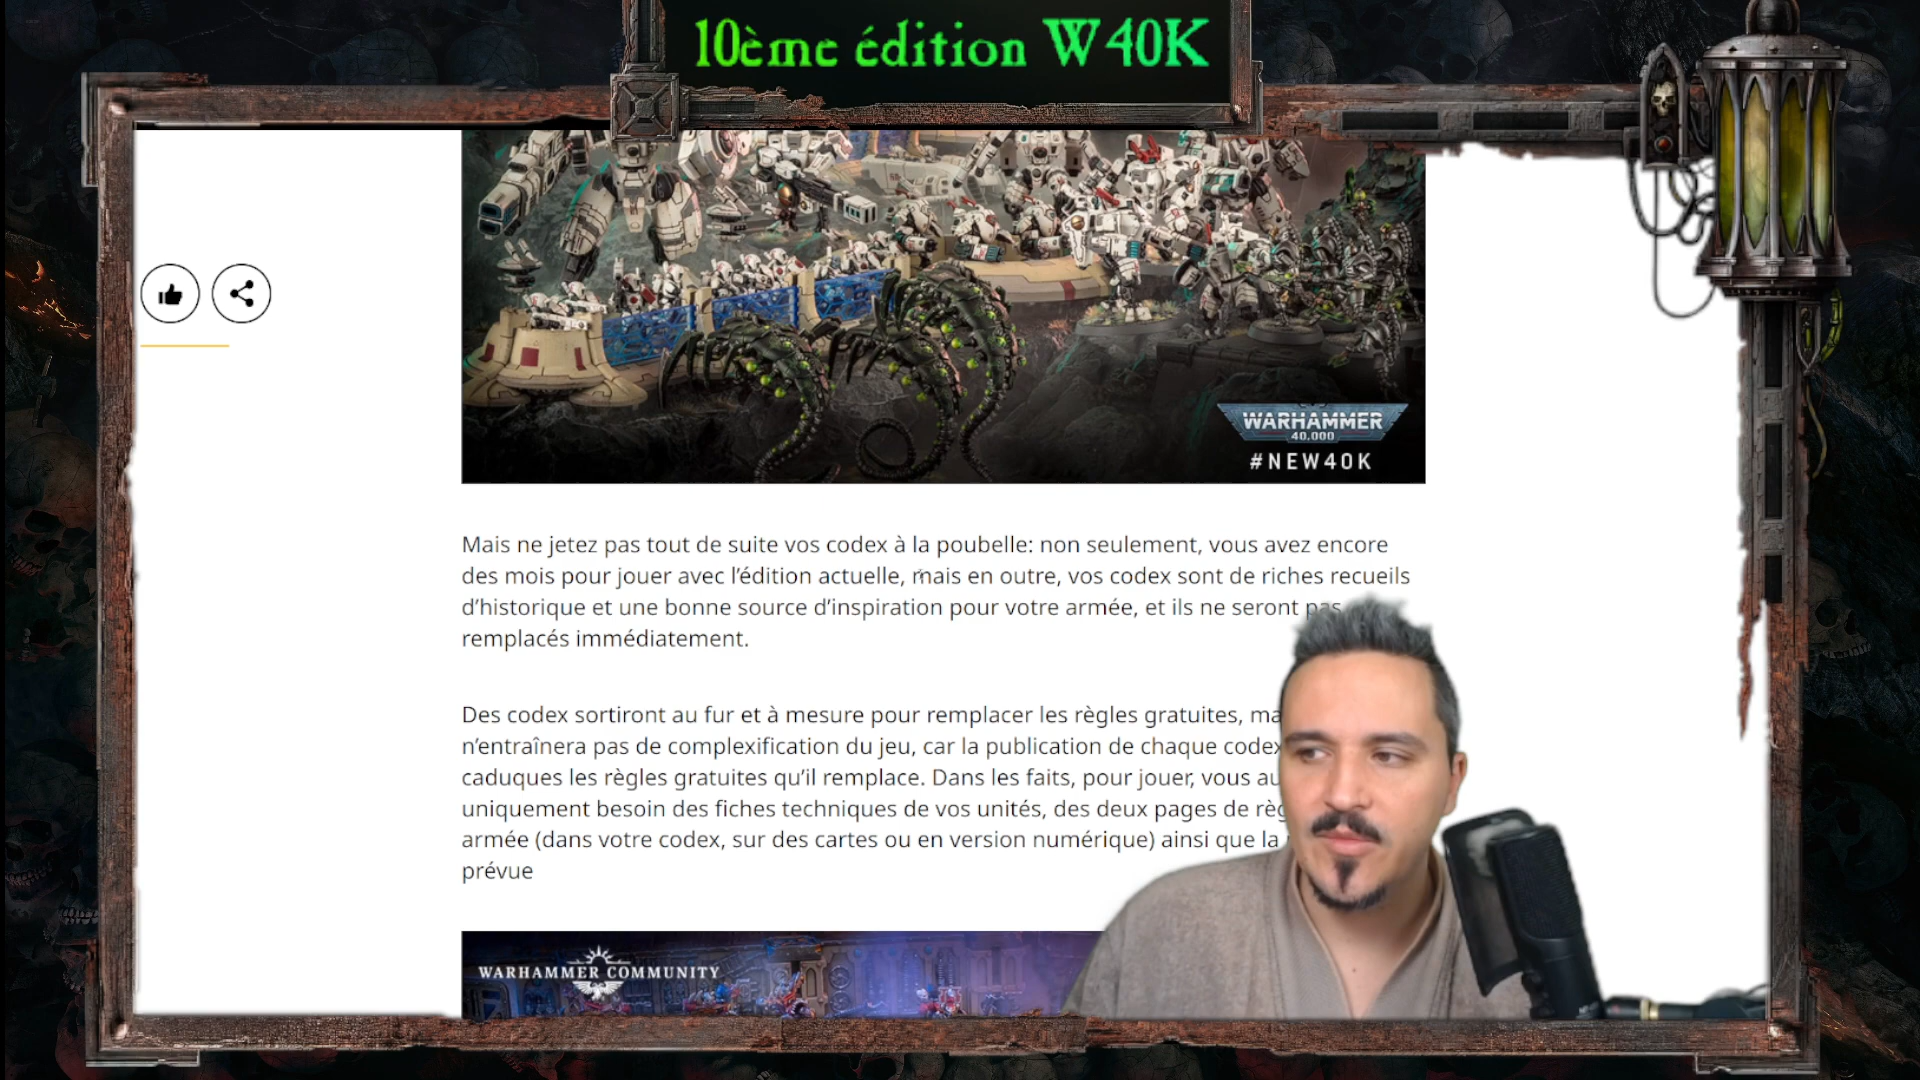 10ème édition W40K
WARHAMMER
40,000
#NEW40K
Mais ne jetez pas tout de suite vos codex à la poubelle: non seulement, vous avez encore
des mois pour jouer avec l’édition actuelle, mais en outre, vos codex sont de riches recueils
d’historique et une bonne source d’inspiration pour votre armée, et ils ne seront pas
remplacés immédiatement.
Des codex sortiront au fur et à mesure pour remplacer les règles gratuites,
n’entraînera pas de complexification du jeu, car la publication de chaque codex
caduques les règles gratuites qu’il remplace. Dans les faits, pour jouer, vous
uniquement besoin des fiches techniques de vos unités, des deux pages de
armée (dans votre codex, sur des cartes ou en version numérique) ainsi que la
prévue
WARHAMMER COMMUNITY